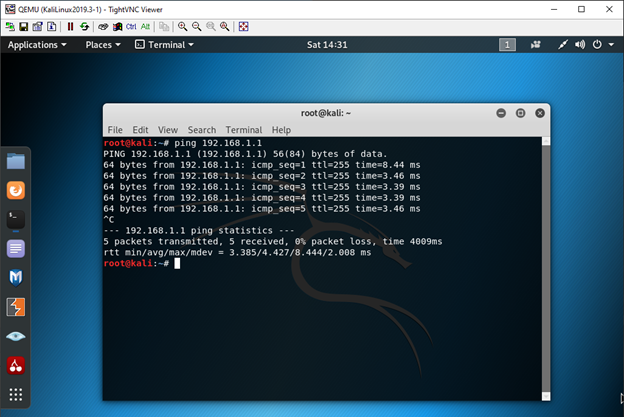 QEMU (KaliLinux2019.3-1) - TightVNC Viewer
Ctrl Alt
Applications Places Terminal Sat 14:31 1
root@kali: ~
File Edit View Search Terminal Help
root@kali:~# ping 192.168.1.1
PING 192.168.1.1 (192.168.1.1) 56(84) bytes of data.
64 bytes from 192.168.1.1: icmp_seq=1 ttl=255 time=8.44 ms
64 bytes from 192.168.1.1: icmp_seq=2 ttl=255 time=3.46 ms
64 bytes from 192.168.1.1: icmp_seq=3 ttl=255 time=3.39 ms
64 bytes from 192.168.1.1: icmp_seq=4 ttl=255 time=3.39 ms
64 bytes from 192.168.1.1: icmp_seq=5 ttl=255 time=3.46 ms
^C
--- 192.168.1.1 ping statistics ---
5 packets transmitted, 5 received, 0% packet loss, time 4009ms
rtt min/avg/max/mdev = 3.385/4.427/8.444/2.008 ms
root@kali:~#